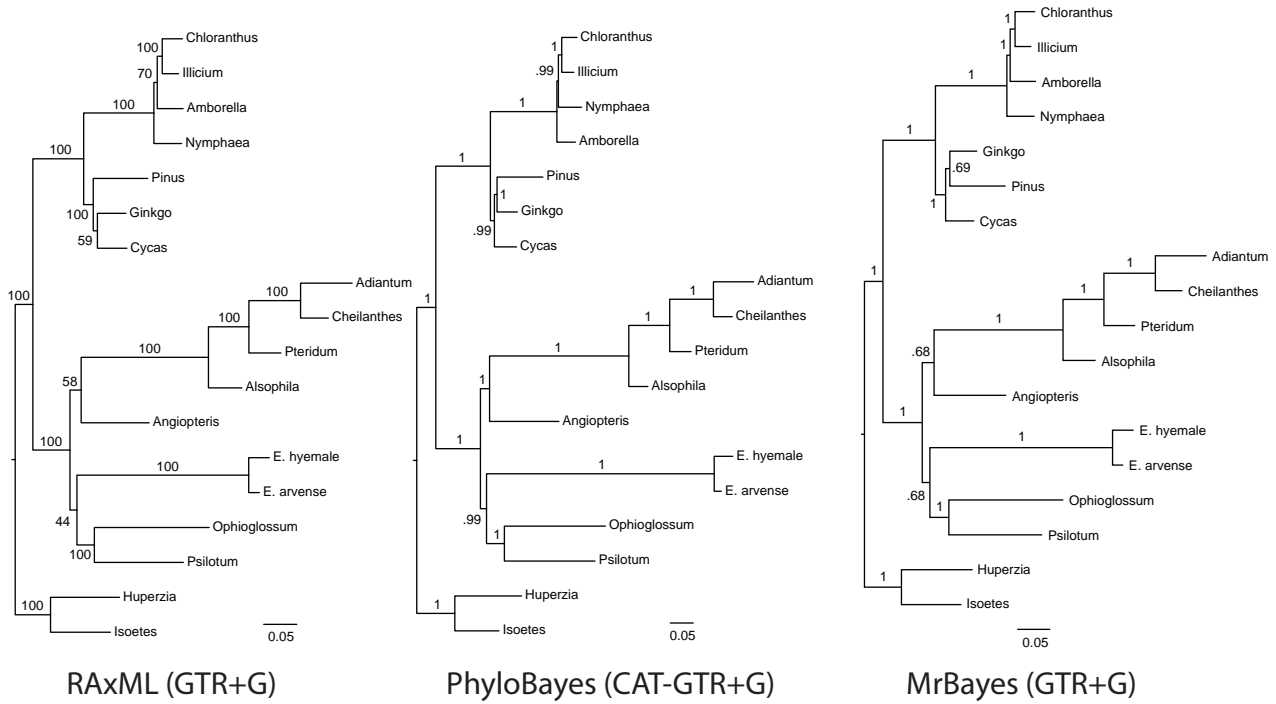 Chloranthus
100
Illicium
70
Amborella
100
Nymphaea
100
Pinus
100
Ginkgo
59
Cycas
100
Adiantum
100
Cheilanthes
100
Pteridum
100
Alsophila
58
Angiopteris
100
E. hyemale
100
E. arvense
44
Ophioglossum
100
Psilotum
Huperzia
100
Isoetes
0.05
RAxML (GTR+G)
Chloranthus
1
Illicium
.99
Nymphaea
1
Amborella
1
Pinus
1
Ginkgo
.99
Cycas
1
Adiantum
1
Cheilanthes
1
Pteridum
1
Alsophila
1
Angiopteris
1
E. hyemale
1
E. arvense
.99
Ophioglossum
1
Psilotum
Huperzia
1
Isoetes
0.05
PhyloBayes (CAT-GTR+G)
Chloranthus
1
Illicium
1
Amborella
1
Nymphaea
1
Ginkgo
.69
Pinus
1
Cycas
1
Adiantum
1
Cheilanthes
1
Pteridum
1
Alsophila
.68
Angiopteris
1
E. hyemale
1
E. arvense
.68
Ophioglossum
1
Psilotum
Huperzia
1
Isoetes
0.05
MrBayes (GTR+G)